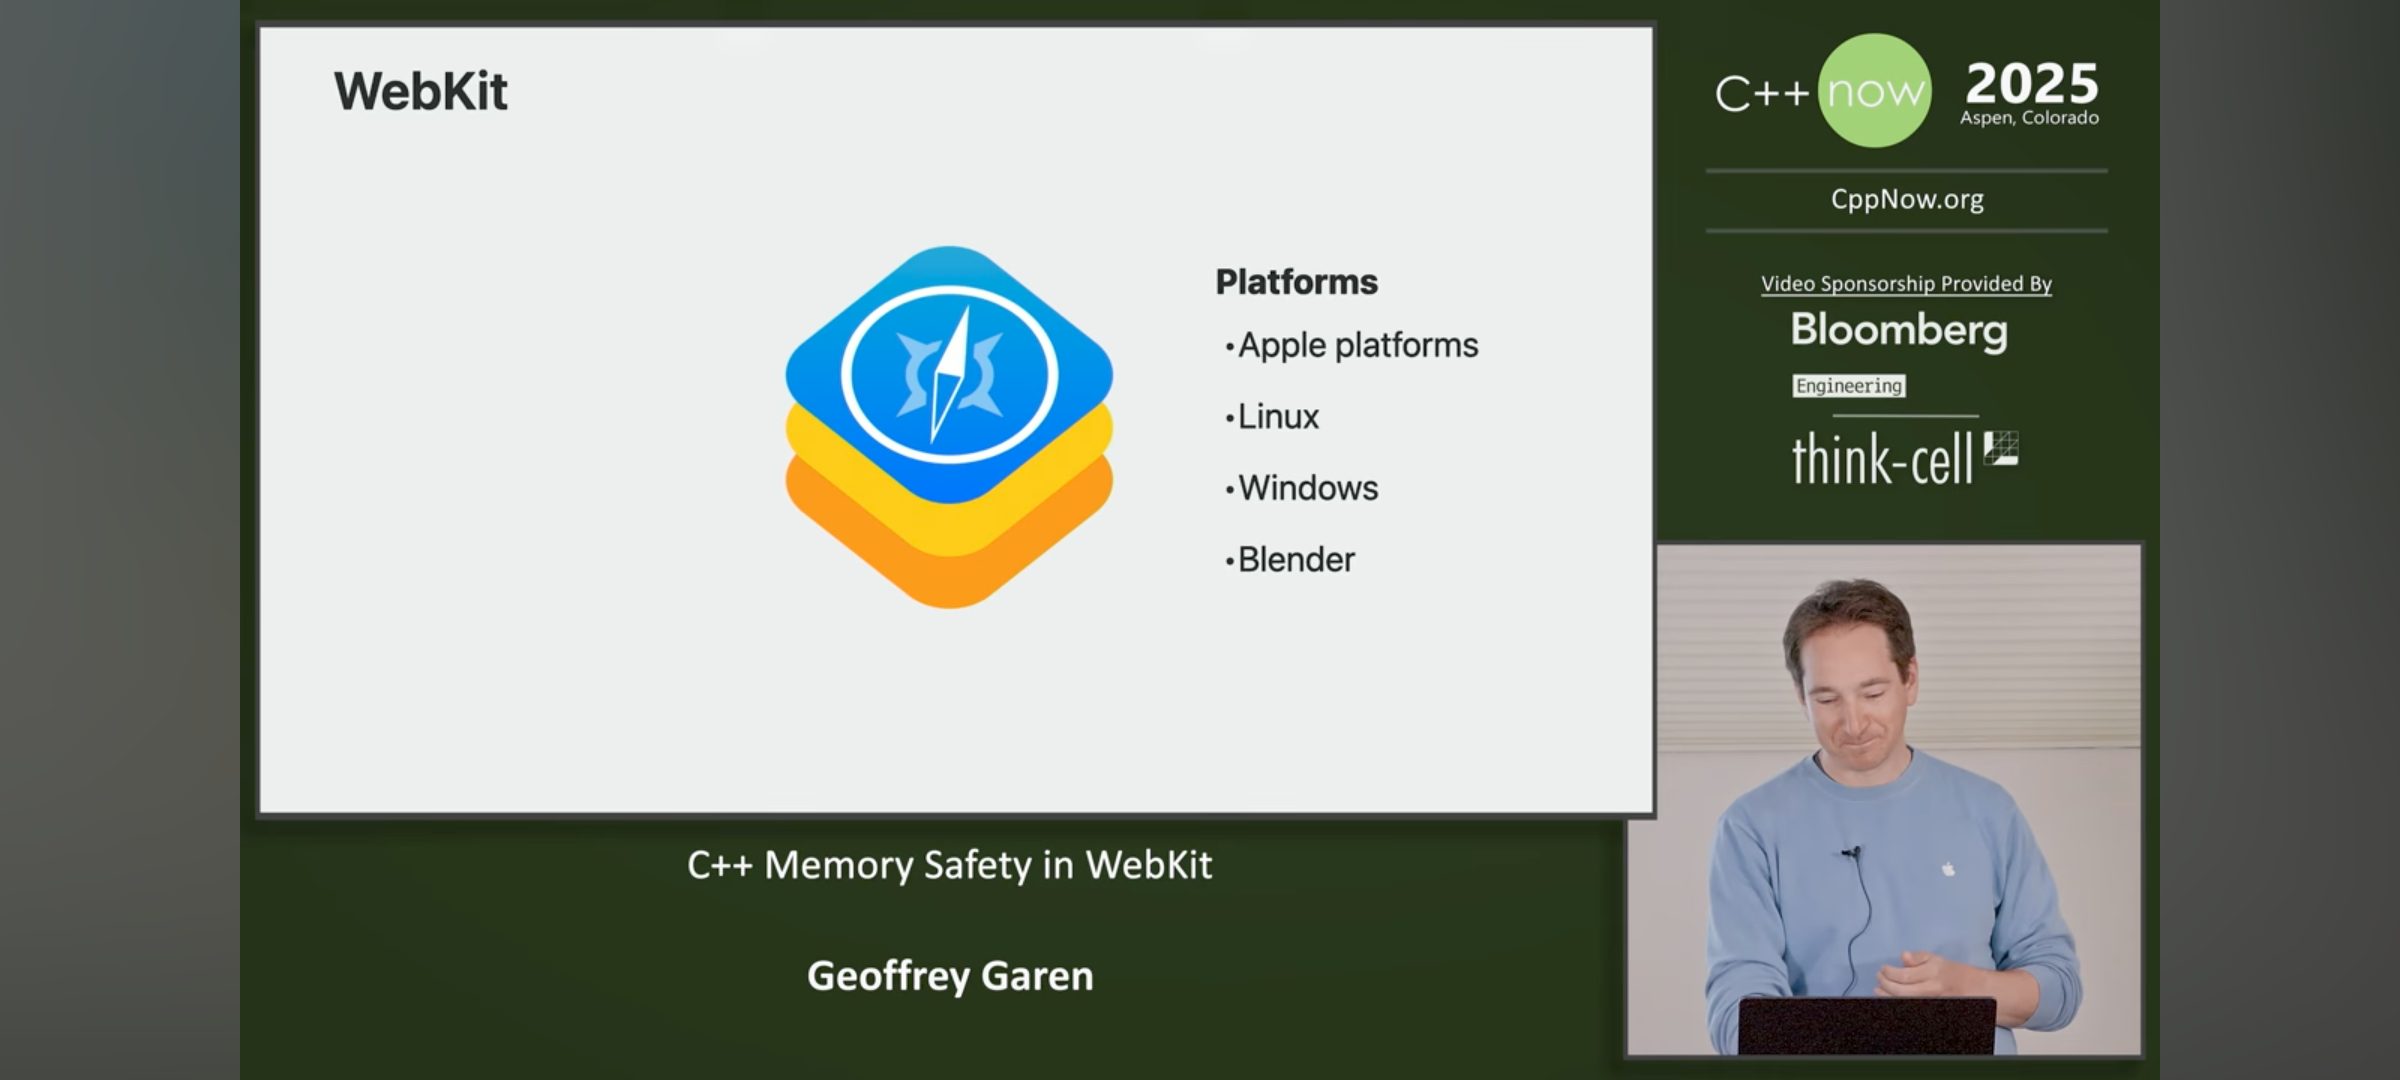 WebKit
Platforms
•Apple platforms
•Linux
•Windows
•Blender
C++ now 2025
Aspen, Colorado
CppNow.org
Video Sponsorship Provided By
Bloomberg
Engineering
think-cell
C++ Memory Safety in WebKit
Geoffrey Garen